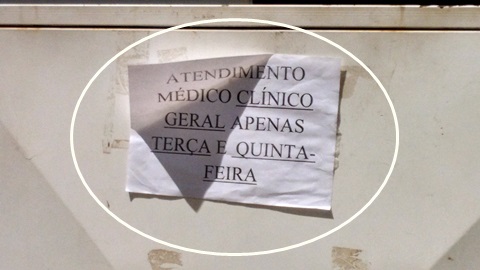 ATENDIMENTO
MÉDICO CLÍNICO
GERAL APENAS
TERÇA E QUINTA-
FEIRA